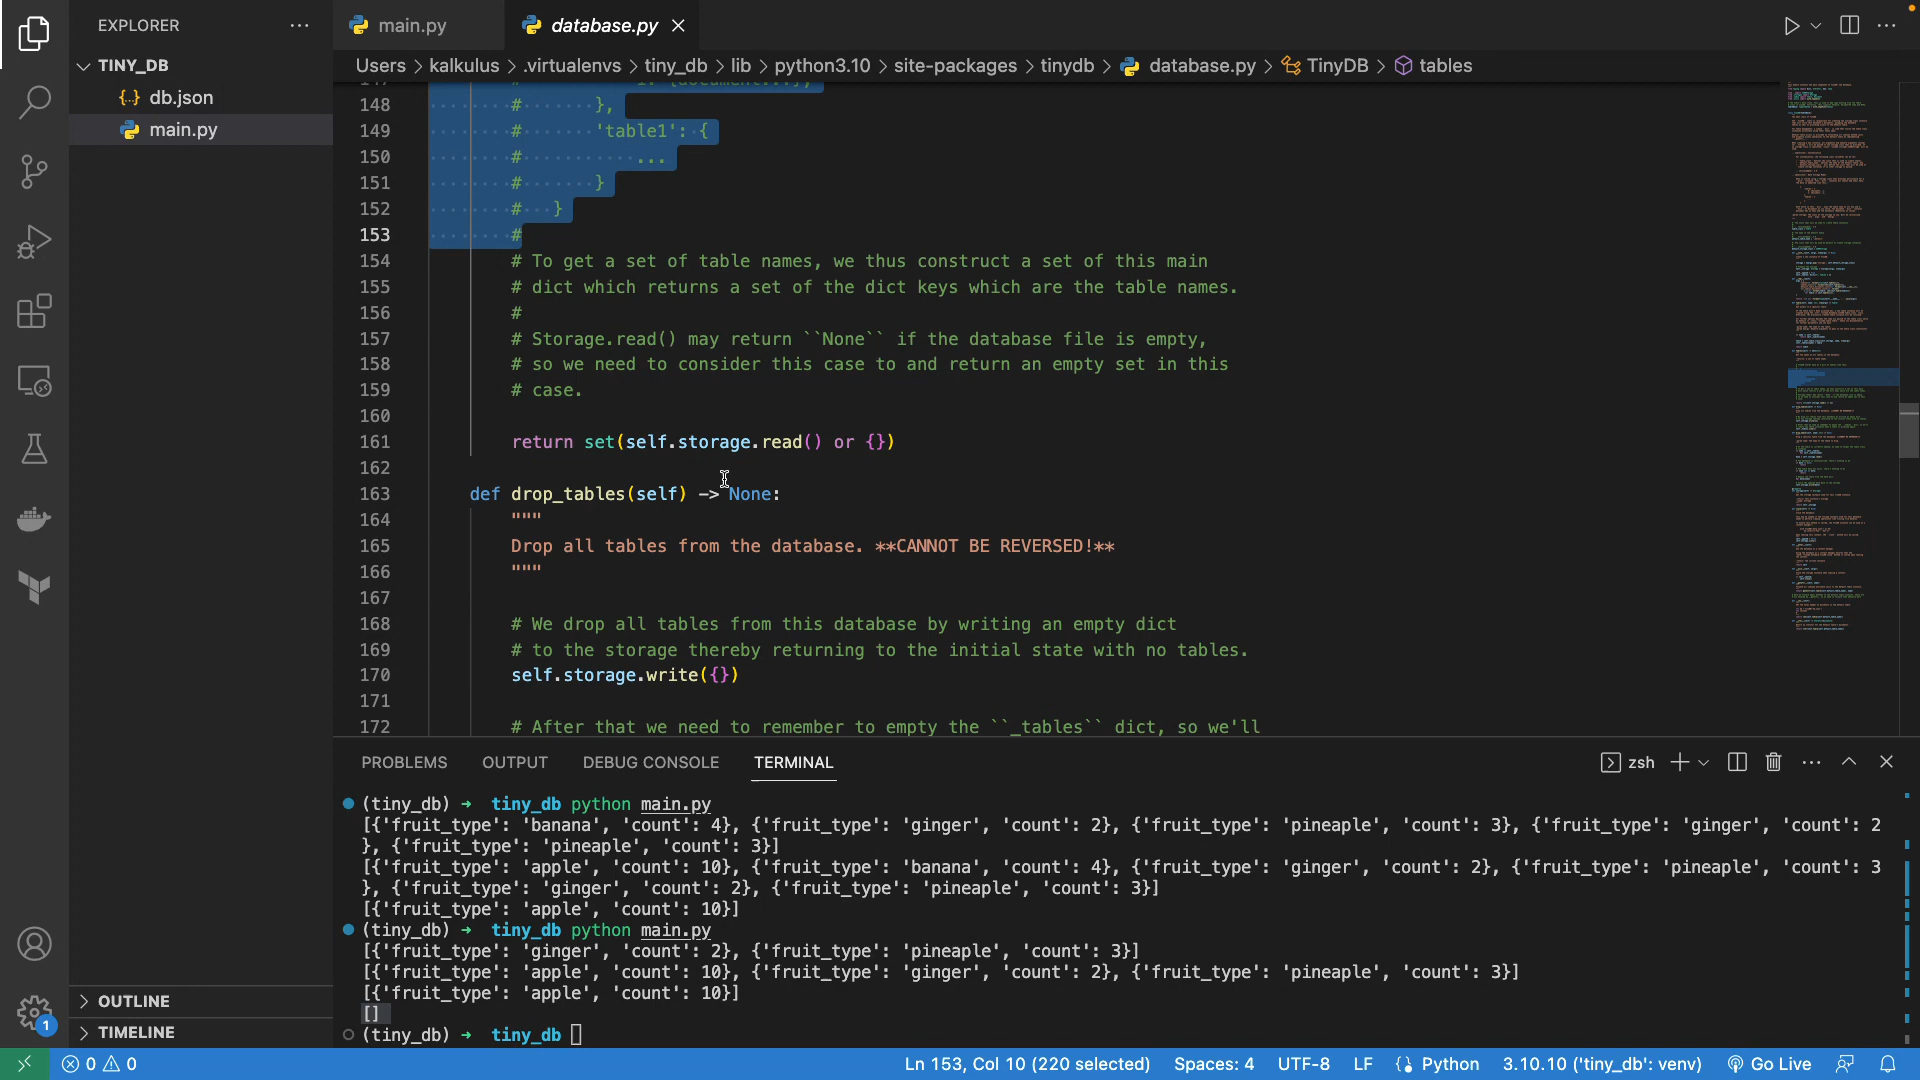 EXPLORER
TINY_DB
db.json
main.py
OUTLINE
TIMELINE
main.py
database.py
Users > kalkulus > .virtualenvs > tiny_db > lib > python3.10 > site-packages > tinydb > database.py > TinyDB > tables
148 # },
149 # 'table1': {
150 # ...
151 # }
152 # }
153 #
154 # To get a set of table names, we thus construct a set of this main
155 # dict which returns a set of the dict keys which are the table names.
156 #
157 # Storage.read() may return ``None`` if the database file is empty,
158 # so we need to consider this case to and return an empty set in this
159 # case.
160
161 return set(self.storage.read() or {})
162
163 def drop_tables(self) -> None:
164 """
165 Drop all tables from the database. **CANNOT BE REVERSED!**
166 """
167
168 # We drop all tables from this database by writing an empty dict
169 # to the storage thereby returning to the initial state with no tables.
170 self.storage.write({})
171
172 # After that we need to remember to empty the ``_tables`` dict, so we'll
PROBLEMS OUTPUT DEBUG CONSOLE TERMINAL
zsh
(tiny_db) → tiny_db python main.py
[{'fruit_type': 'banana', 'count': 4}, {'fruit_type': 'ginger', 'count': 2}, {'fruit_type': 'pineaple', 'count': 3}, {'fruit_type': 'ginger', 'count': 2
}, {'fruit_type': 'pineaple', 'count': 3}]
[{'fruit_type': 'apple', 'count': 10}, {'fruit_type': 'banana', 'count': 4}, {'fruit_type': 'ginger', 'count': 2}, {'fruit_type': 'pineaple', 'count': 3
}, {'fruit_type': 'ginger', 'count': 2}, {'fruit_type': 'pineaple', 'count': 3}]
[{'fruit_type': 'apple', 'count': 10}]
(tiny_db) → tiny_db python main.py
[{'fruit_type': 'ginger', 'count': 2}, {'fruit_type': 'pineaple', 'count': 3}]
[{'fruit_type': 'apple', 'count': 10}, {'fruit_type': 'ginger', 'count': 2}, {'fruit_type': 'pineaple', 'count': 3}]
[{'fruit_type': 'apple', 'count': 10}]
[]
(tiny_db) → tiny_db
1
0 0 Ln 153, Col 10 (220 selected) Spaces: 4 UTF-8 LF Python 3.10.10 ('tiny_db': venv) Go Live